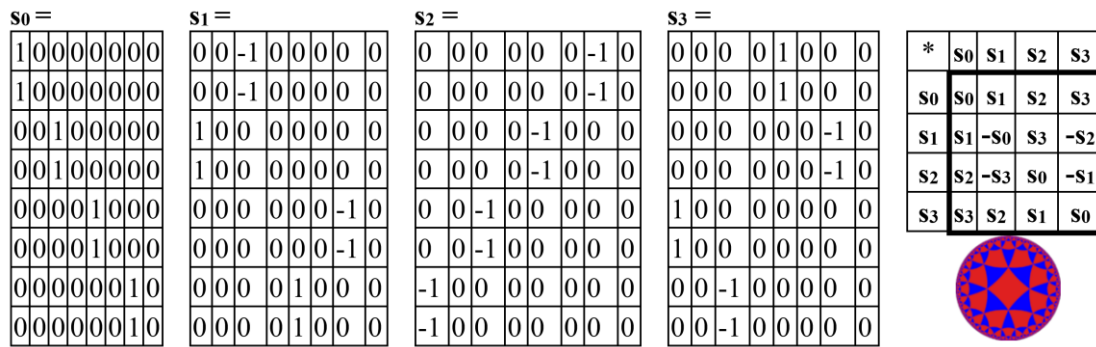 s0 =
1 0 0 0 0 0 0 0
1 0 0 0 0 0 0 0
0 0 1 0 0 0 0 0
0 0 1 0 0 0 0 0
0 0 0 0 1 0 0 0
0 0 0 0 1 0 0 0
0 0 0 0 0 0 1 0
0 0 0 0 0 0 1 0
s1 =
0 0 -1 0 0 0 0 0
0 0 -1 0 0 0 0 0
1 0 0 0 0 0 0 0
1 0 0 0 0 0 0 0
0 0 0 0 0 0 -1 0
0 0 0 0 0 0 -1 0
0 0 0 0 1 0 0 0
0 0 0 0 1 0 0 0
s2 =
0 0 0 0 0 0 -1 0
0 0 0 0 0 0 -1 0
0 0 0 0 -1 0 0 0
0 0 0 0 -1 0 0 0
0 0 -1 0 0 0 0 0
0 0 -1 0 0 0 0 0
-1 0 0 0 0 0 0 0
-1 0 0 0 0 0 0 0
s3 =
0 0 0 0 1 0 0 0
0 0 0 0 1 0 0 0
0 0 0 0 0 0 -1 0
0 0 0 0 0 0 -1 0
1 0 0 0 0 0 0 0
1 0 0 0 0 0 0 0
0 0 -1 0 0 0 0 0
0 0 -1 0 0 0 0 0
* s0 s1 s2 s3
s0 s0 s1 s2 s3
s1 s1 -s0 s3 -s2
s2 s2 -s3 s0 -s1
s3 s3 s2 s1 s0